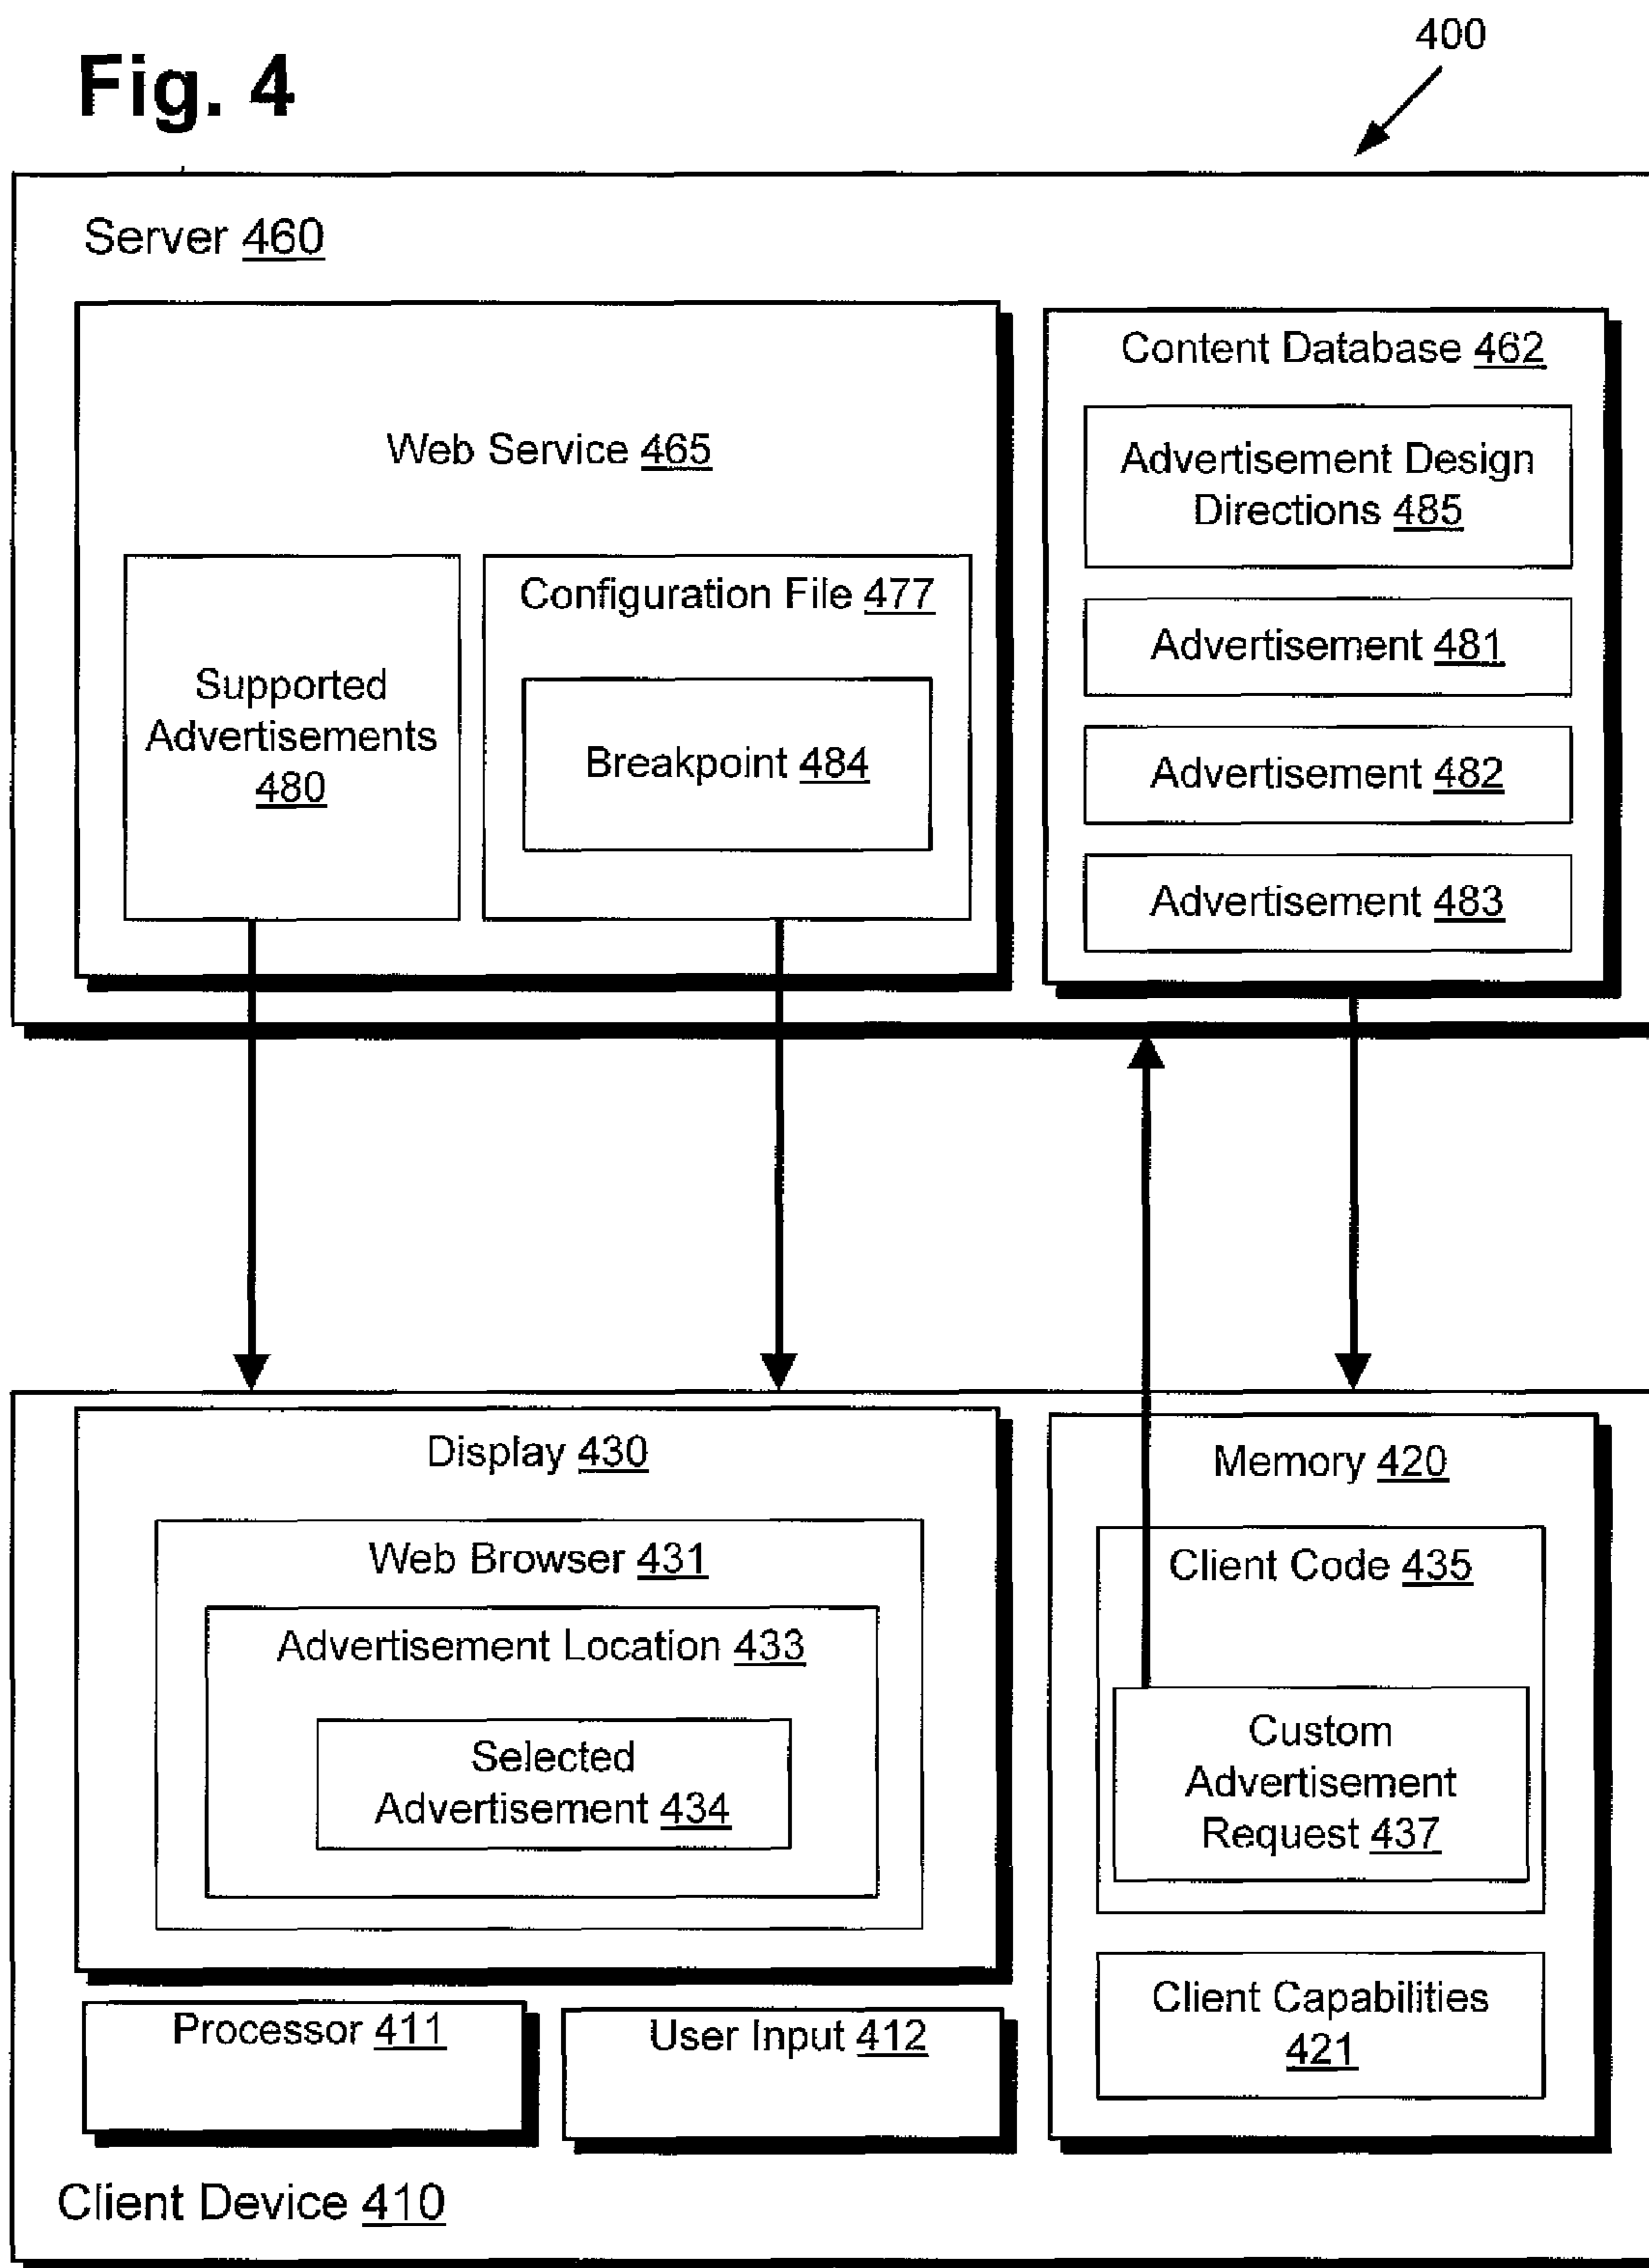 Fig. 4
400
Server 460
Web Service 465
Supported
Advertisements
480
Configuration File 477
Breakpoint 484
Content Database 462
Advertisement Design
Directions 485
Advertisement 481
Advertisement 482
Advertisement 483
Display 430
Web Browser 431
Advertisement Location 433
Selected
Advertisement 434
Memory 420
Client Code 435
Custom
Advertisement
Request 437
Client Capabilities
421
Processor 411
User Input 412
Client Device 410